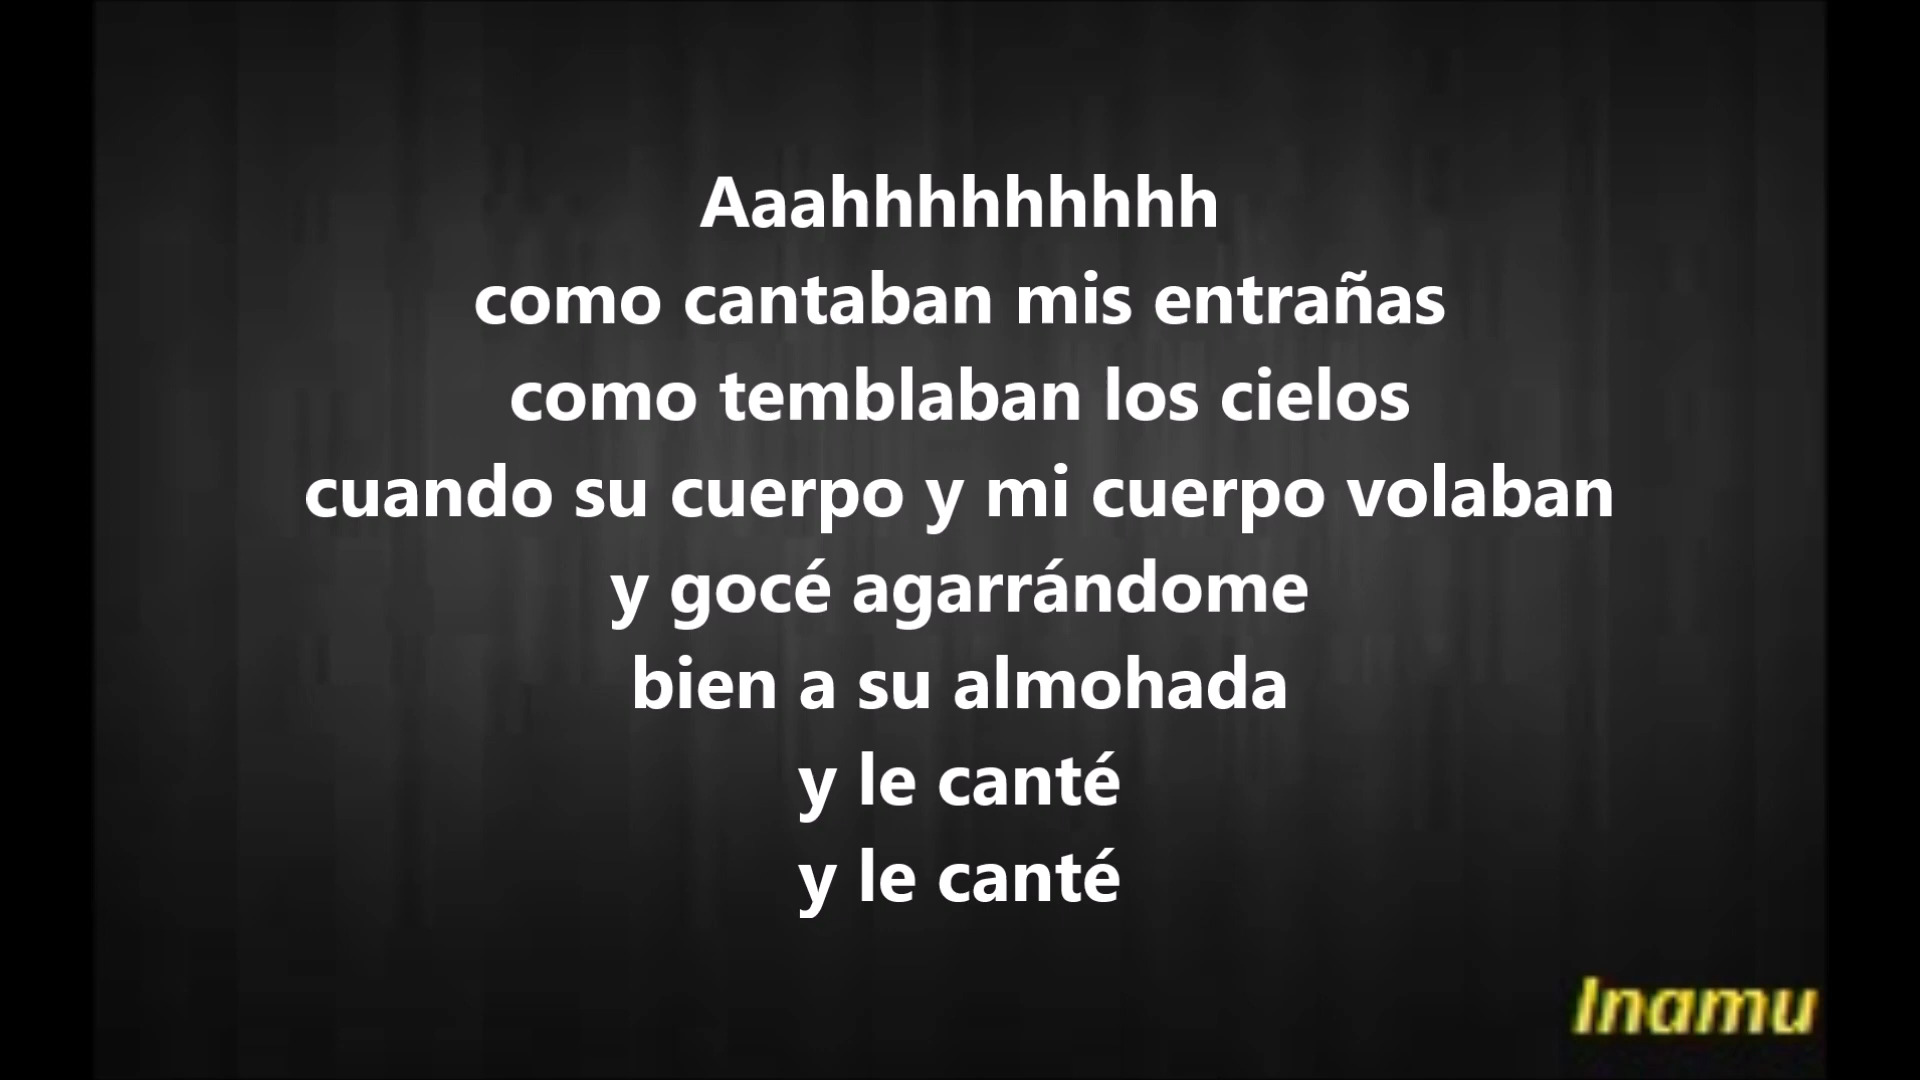 Aaahhhhhhhhhh
como cantaban mis entrañas
como temblaban los cielos
cuando su cuerpo y mi cuerpo volaban
y gocé agarrándome
bien a su almohada
y le canté
y le canté
Inamu